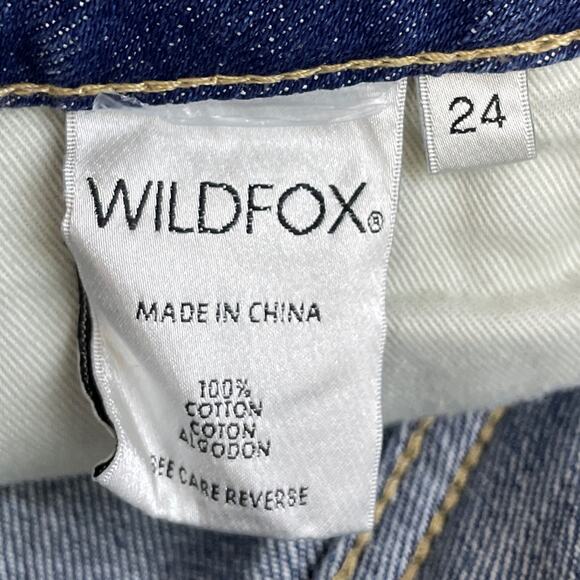 WILDFOX®
24
MADE IN CHINA
100%
COTTON
COTON
ALGODON
SEE CARE REVERSE